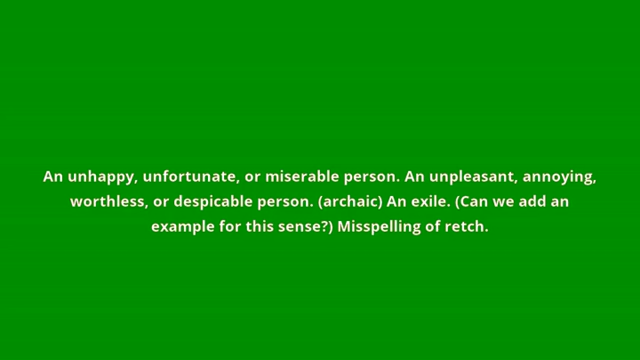 An unhappy, unfortunate, or miserable person. An unpleasant, annoying,
worthless, or despicable person. (archaic) An exile. (Can we add an
example for this sense?) Misspelling of retch.